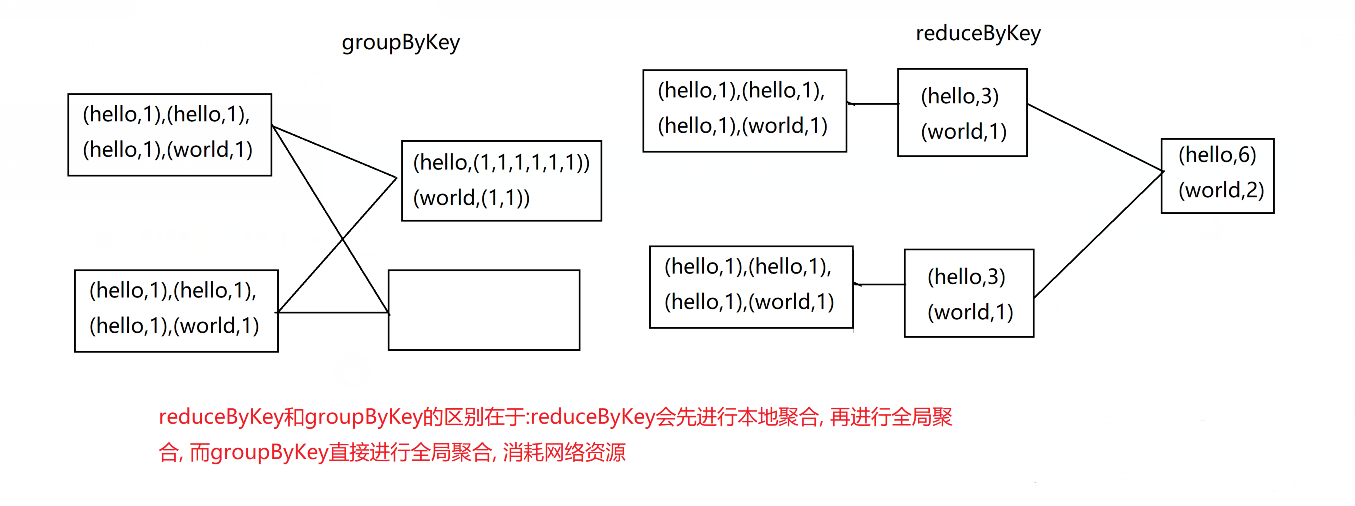 groupByKey
(hello,1),(hello,1),
(hello,1),(world,1)
(hello,(1,1,1,1,1,1))
(world,(1,1))
(hello,1),(hello,1),
(hello,1),(world,1)
reduceByKey
(hello,1),(hello,1),
(hello,1),(world,1)
(hello,3)
(world,1)
(hello,6)
(world,2)
(hello,1),(hello,1),
(hello,1),(world,1)
(hello,3)
(world,1)
reduceByKey和groupByKey的区别在于:reduceByKey会先进行本地聚合, 再进行全局聚
合, 而groupByKey直接进行全局聚合, 消耗网络资源